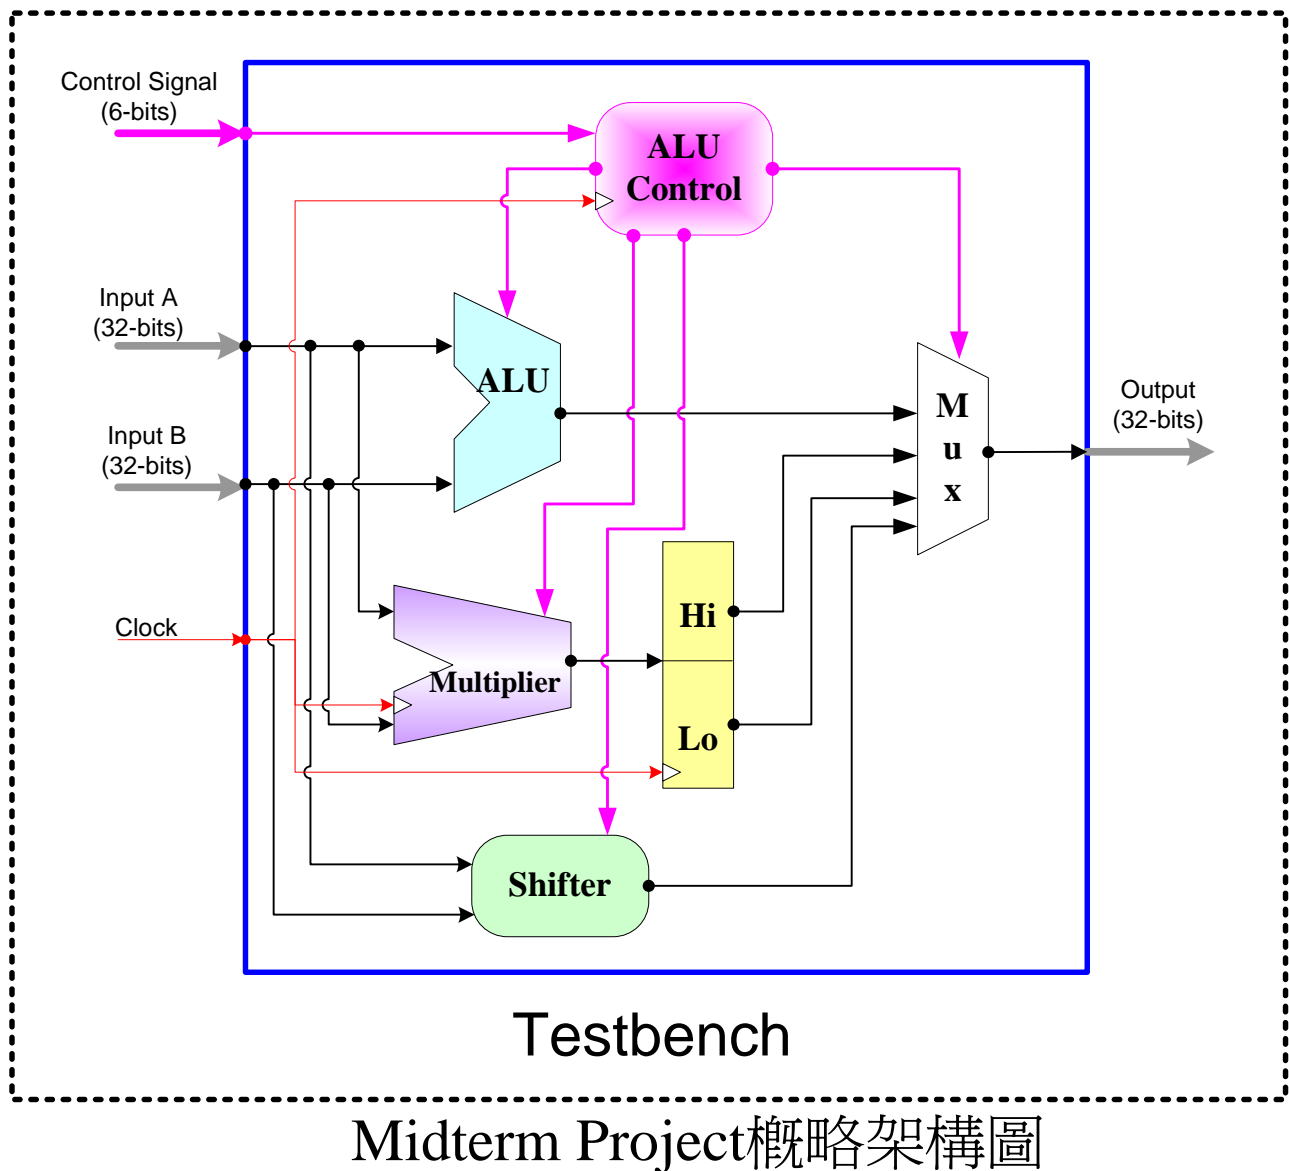 Control Signal
(6-bits)
ALU
Control
Input A
(32-bits)
ALU
Input B
(32-bits)
M
u
x
Output
(32-bits)
Clock
Multiplier
Hi
Lo
Shifter
Testbench
Midterm Project概略架構圖